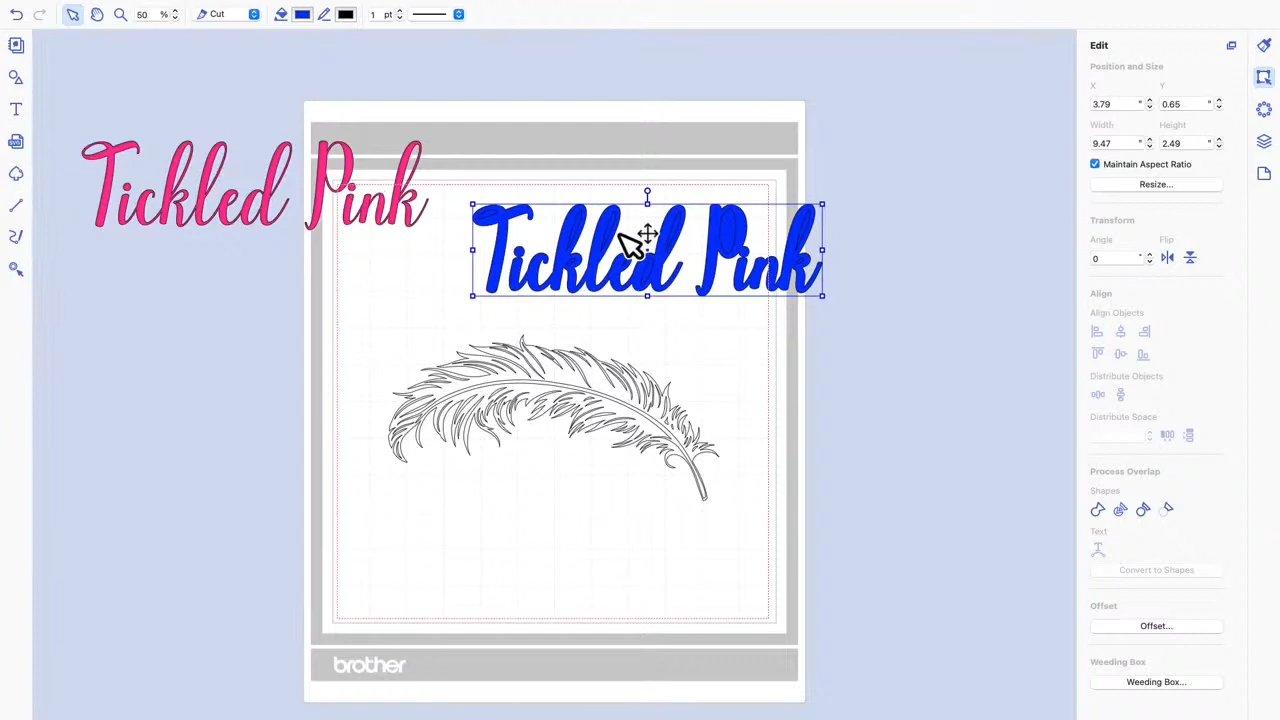 50 %
Cut
1 pt
Edit
Position and Size
X
Y
3.79 "
0.65 "
Width
Height
9.47 "
2.49 "
Maintain Aspect Ratio
Resize...
Transform
Angle
Flip
0 °
Align
Align Objects
Distribute Objects
Distribute Space
Process Overlap
Shapes
Text
Convert to Shapes
Offset
Offset...
Weeding Box
Weeding Box...
Tickled Pink
Tickled Pink
brother